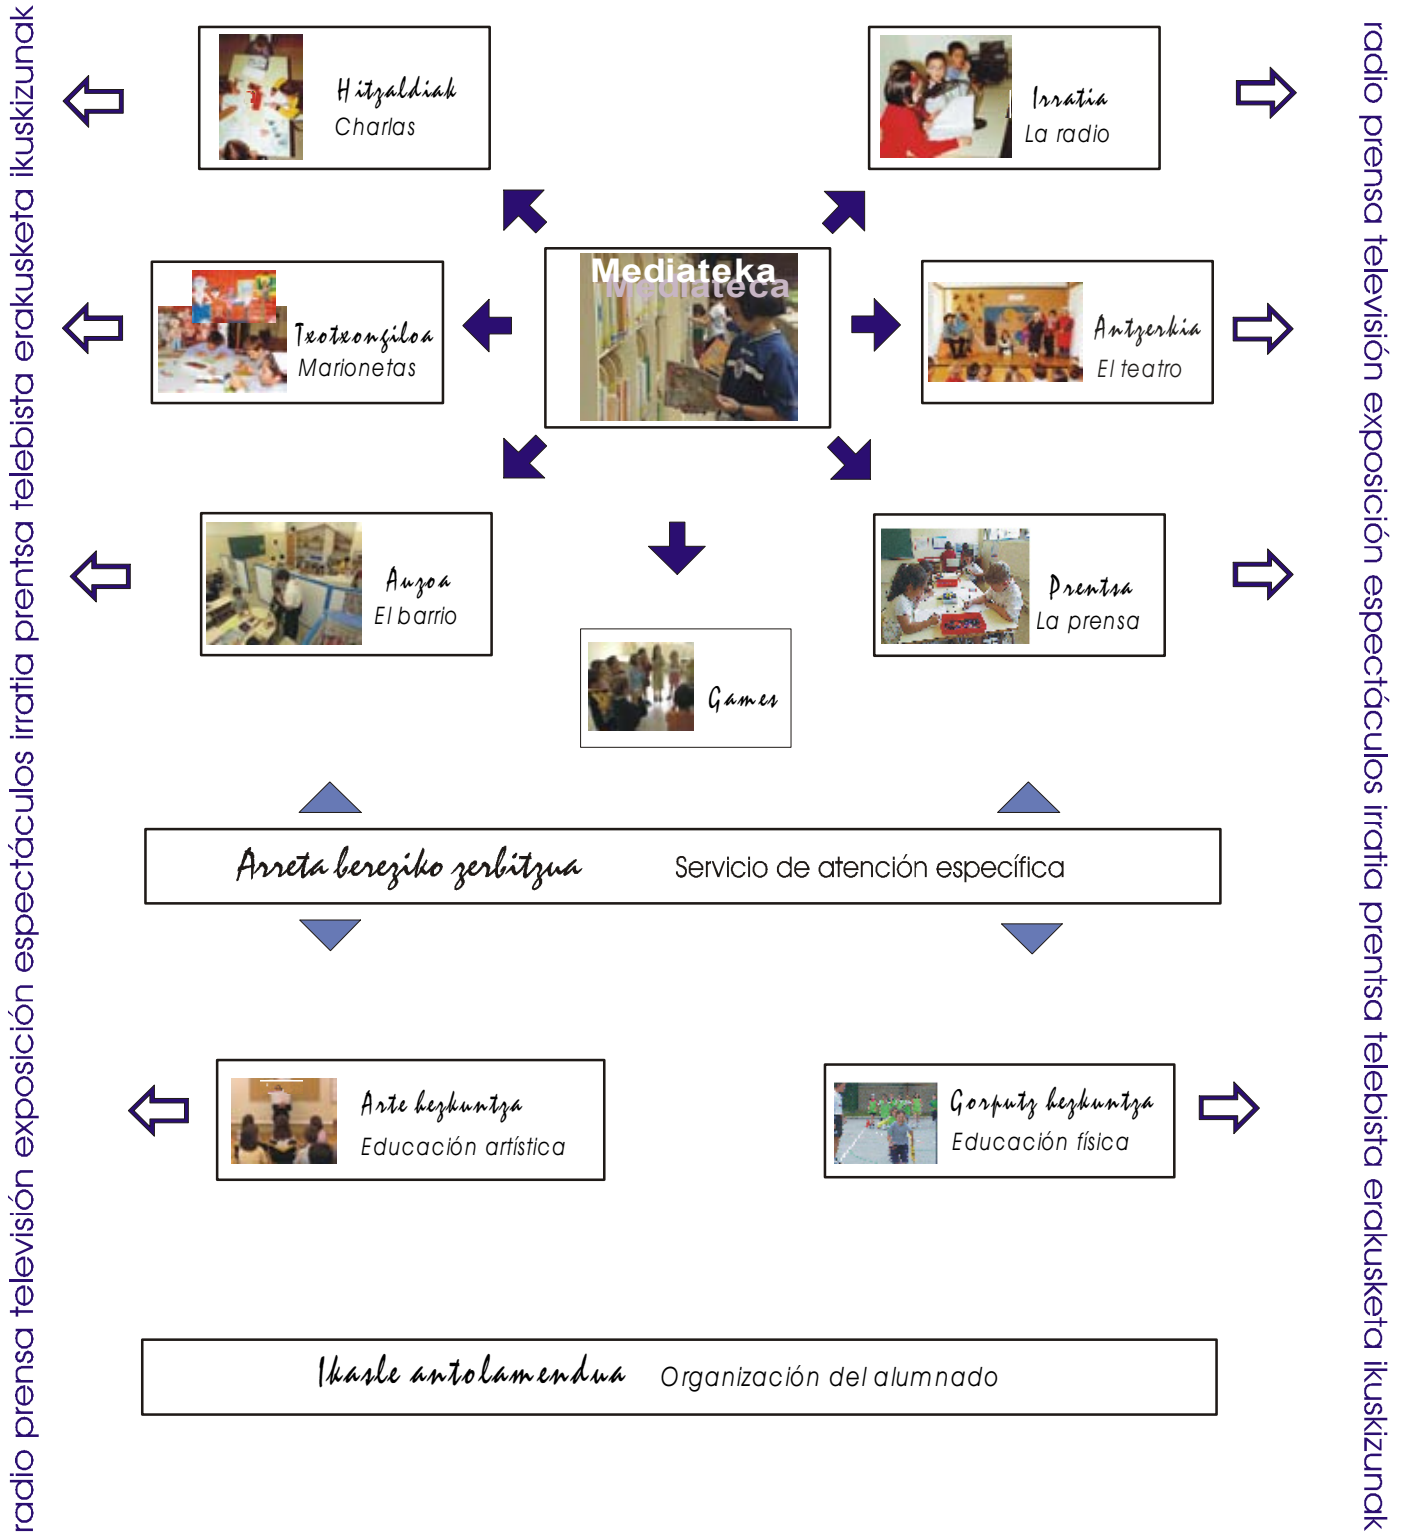 radio prensa televisión exposición espectáculos irratia prentsa telebista erakusketa ikuskizunak
Hitzaldiak
Charlas
Irratia
La radio
Mediateka
Mediateca
Txotxongiloa
Marionetas
Antzerkia
El teatro
Auzoa
El barrio
Prentsa
La prensa
Games
Arreta bereziko zerbitzua Servicio de atención específica
Arte hezkuntza
Educación artística
Gorputz hezkuntza
Educación física
Ikasle antolamendua Organización del alumnado
radio prensa televisión exposición espectáculos irratia prentsa telebista erakusketa ikuskizunak